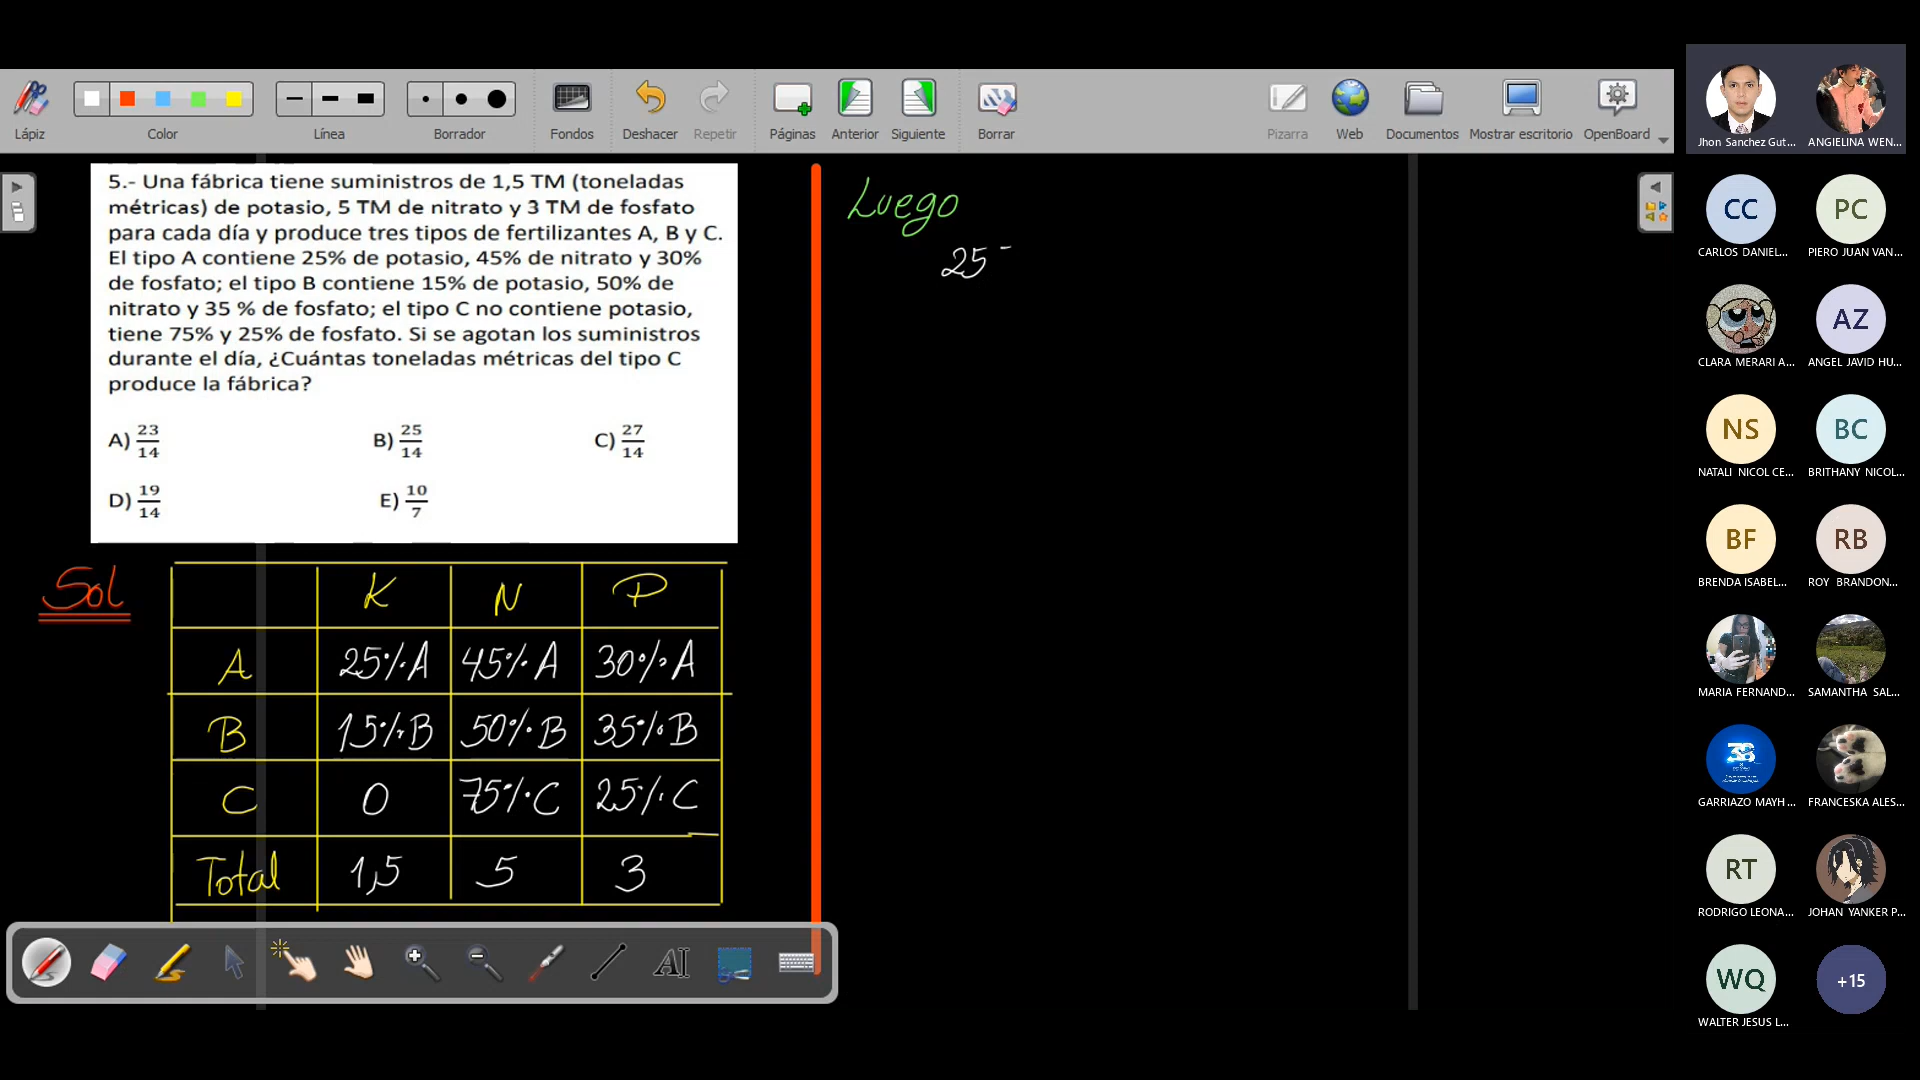 Lápiz
Color
Línea
Borrador
Fondos
Deshacer
Repetir
Páginas
Anterior
Siguiente
Borrar
Pizarra
Web
Documentos
Mostrar escritorio
OpenBoard
5.- Una fábrica tiene suministros de 1,5 TM (toneladas
métricas) de potasio, 5 TM de nitrato y 3 TM de fosfato
para cada día y produce tres tipos de fertilizantes A, B y C.
El tipo A contiene 25% de potasio, 45% de nitrato y 30%
de fosfato; el tipo B contiene 15% de potasio, 50% de
nitrato y 35 % de fosfato; el tipo C no contiene potasio,
tiene 75% y 25% de fosfato. Si se agotan los suministros
durante el día, ¿Cuántas toneladas métricas del tipo C
produce la fábrica?
A) 23/14 B) 25/14 C) 27/14
D) 19/14 E) 10/7
Sol
K N P
A 25% A 45% A 30% A
B 15% B 50% B 35% B
C 0 75% C 25% C
Total 1,5 5 3
Luego
25
AI
Jhon Sanchez Gut... ANGIELINA WEN...
CC PC
CARLOS DANIEL... PIERO JUAN VAN...
AZ
CLARA MERARI A... ANGEL JAVID HU...
NS BC
NATALI NICOL CE... BRITHANY NICOL...
BF RB
BRENDA ISABEL... ROY BRANDON...
MARIA FERNAND... SAMANTHA SAL...
GARRIAZO MAYH... FRANCESKA ALES...
RT
RODRIGO LEONA... JOHAN YANKER P...
WQ +15
WALTER JESUS L...